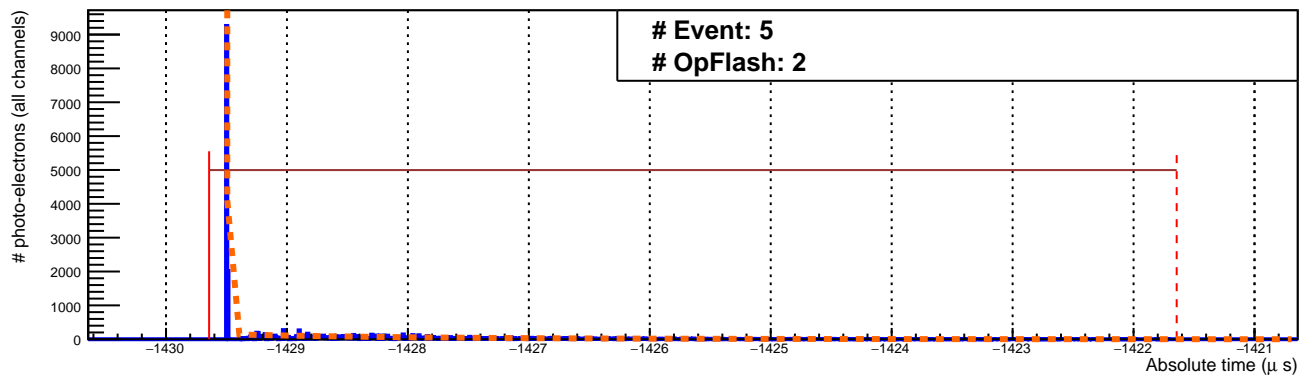 # Event: 5
# OpFlash: 2
# photo-electrons (all channels)
9000
8000
7000
6000
5000
4000
3000
2000
1000
0
−1430 −1429 −1428 −1427 −1426 −1425 −1424 −1423 −1422 −1421
Absolute time (μ s)